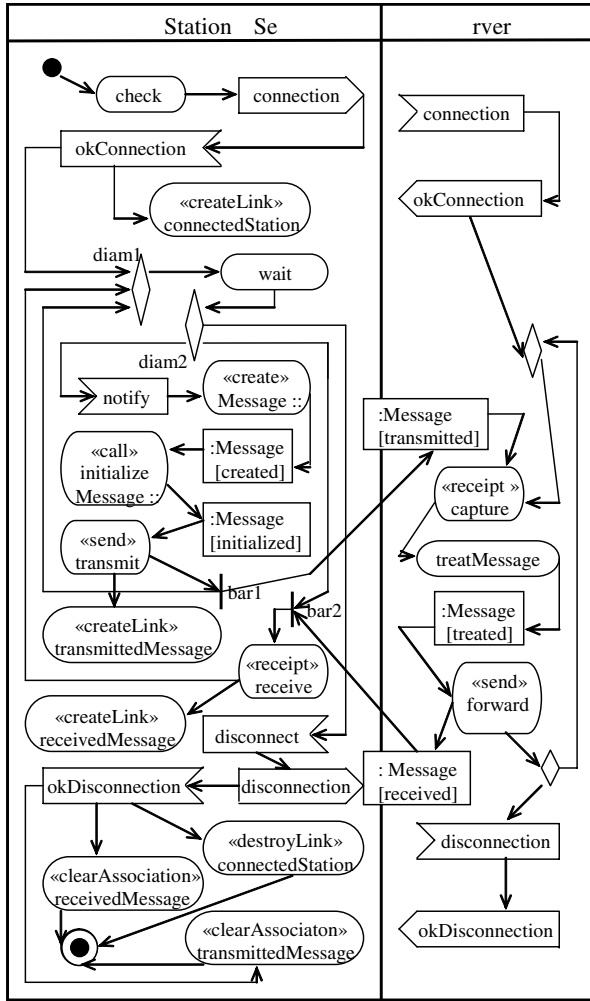 Station Se
rver
check
connection
connection
okConnection
okConnection
«createLink»
connectedStation
diam1
wait
diam2
notify
«create»
Message ::
:Message
[transmitted]
«call»
initialize
Message ::
:Message
[created]
«receipt »
capture
:Message
[initialized]
«send»
transmit
treatMessage
bar1
bar2
:Message
[treated]
«createLink»
transmittedMessage
«receipt»
receive
«send»
forward
«createLink»
receivedMessage
disconnect
okDisconnection
disconnection
: Message
[received]
disconnection
«destroyLink»
connectedStation
«clearAssociation»
receivedMessage
«clearAssociaton»
transmittedMessage
okDisconnection